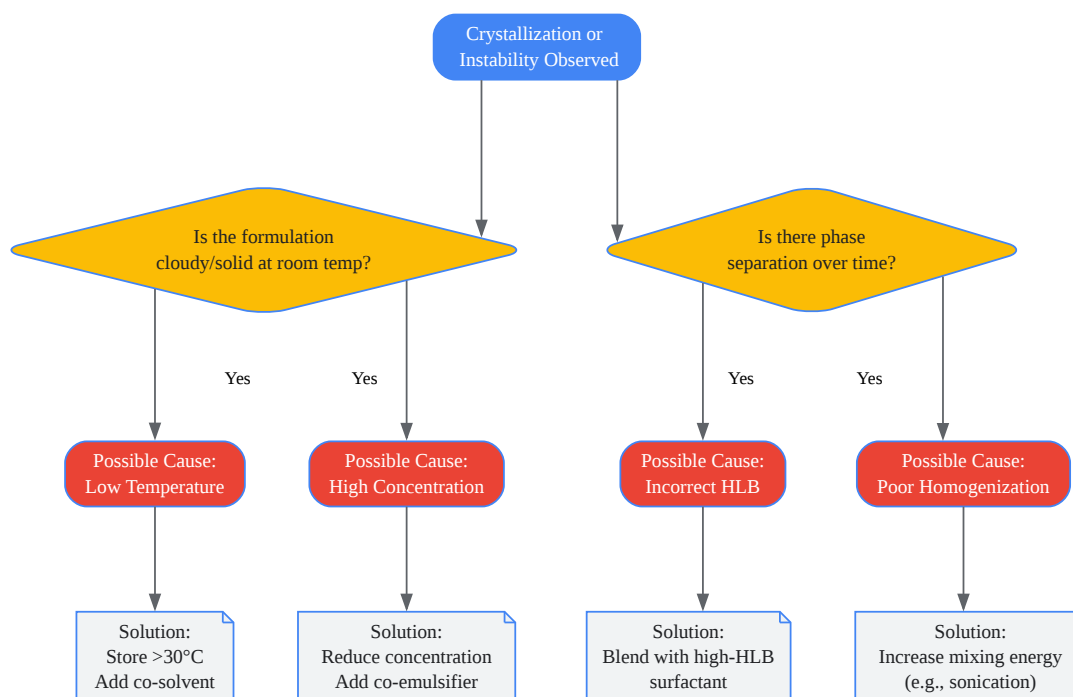 Crystallization or
Instability Observed
Is the formulation
cloudy/solid at room temp?
Is there phase
separation over time?
Yes
Yes
Yes
Yes
Possible Cause:
Low Temperature
Possible Cause:
High Concentration
Possible Cause:
Incorrect HLB
Possible Cause:
Poor Homogenization
Solution:
Store >30°C
Add co-solvent
Solution:
Reduce concentration
Add co-emulsifier
Solution:
Blend with high-HLB
surfactant
Solution:
Increase mixing energy
(e.g., sonication)